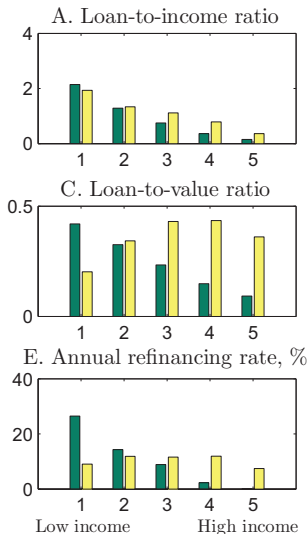 A. Loan-to-income ratio
4
2
0
1 2 3 4 5
C. Loan-to-value ratio
0.5
0
1 2 3 4 5
E. Annual refinancing rate, %
40
20
0
1 2 3 4 5
Low income High income